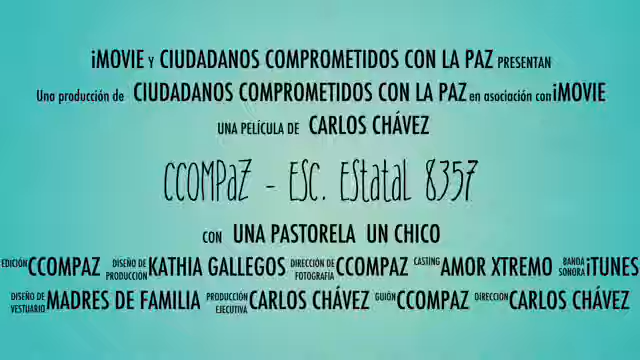 iMOVIE Y CIUDADANOS COMPROMETIDOS CON LA PAZ PRESENTAN
Una producción de CIUDADANOS COMPROMETIDOS CON LA PAZ en asociación con iMOVIE
UNA PELÍCULA DE CARLOS CHÁVEZ
CCOMPaZ - ESC. EStatal 8357
CON UNA PASTORELA UN CHICO
EDICIÓN CCOMPAZ DISEÑO DE PRODUCCIÓN KATHIA GALLEGOS DIRECCIÓN DE FOTOGRAFÍA CCOMPAZ CASTING AMOR XTREMO BANDA SONORA iTUNES
DISEÑO DE VESTUARIO MADRES DE FAMILIA PRODUCCIÓN EJECUTIVA CARLOS CHÁVEZ GUIÓN CCOMPAZ DIRECCIÓN CARLOS CHÁVEZ